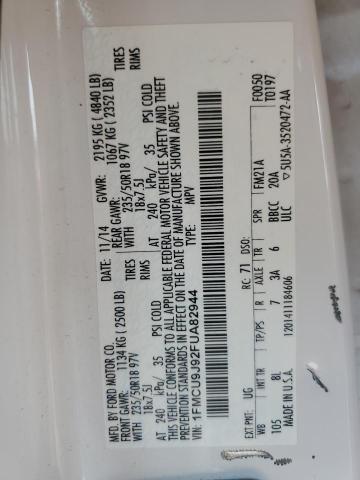 MFD. BY FORD MOTOR CO.
DATE: 11/14 GVWR: 2195 KG ( 4840 LB)
FRONT GAWR: 1134 KG ( 2500 LB) REAR GAWR: 1067 KG ( 2352 LB)
WITH 235/50R18 97V TIRES WITH 235/50R18 97V TIRES
18x7.5J RIMS 18x7.5J RIMS
AT 240 kPa/ 35 PSI COLD AT 240 kPa/ 35 PSI COLD
THIS VEHICLE CONFORMS TO ALL APPLICABLE FEDERAL MOTOR VEHICLE SAFETY AND THEFT
PREVENTION STANDARDS IN EFFECT ON THE DATE OF MANUFACTURE SHOWN ABOVE.
VIN: 1FMCU9J92FUA82944 TYPE: MPV
F0050
T0197
EXT PNT: UG RC: 71 DSO: FM21A
WB INT TR TP/PS R AXLE TR SPR
105 8L 7 3A 6 BBCC 20A
MADE IN U.S.A. 1201411184606 ULC
5U5A-3520472-AA